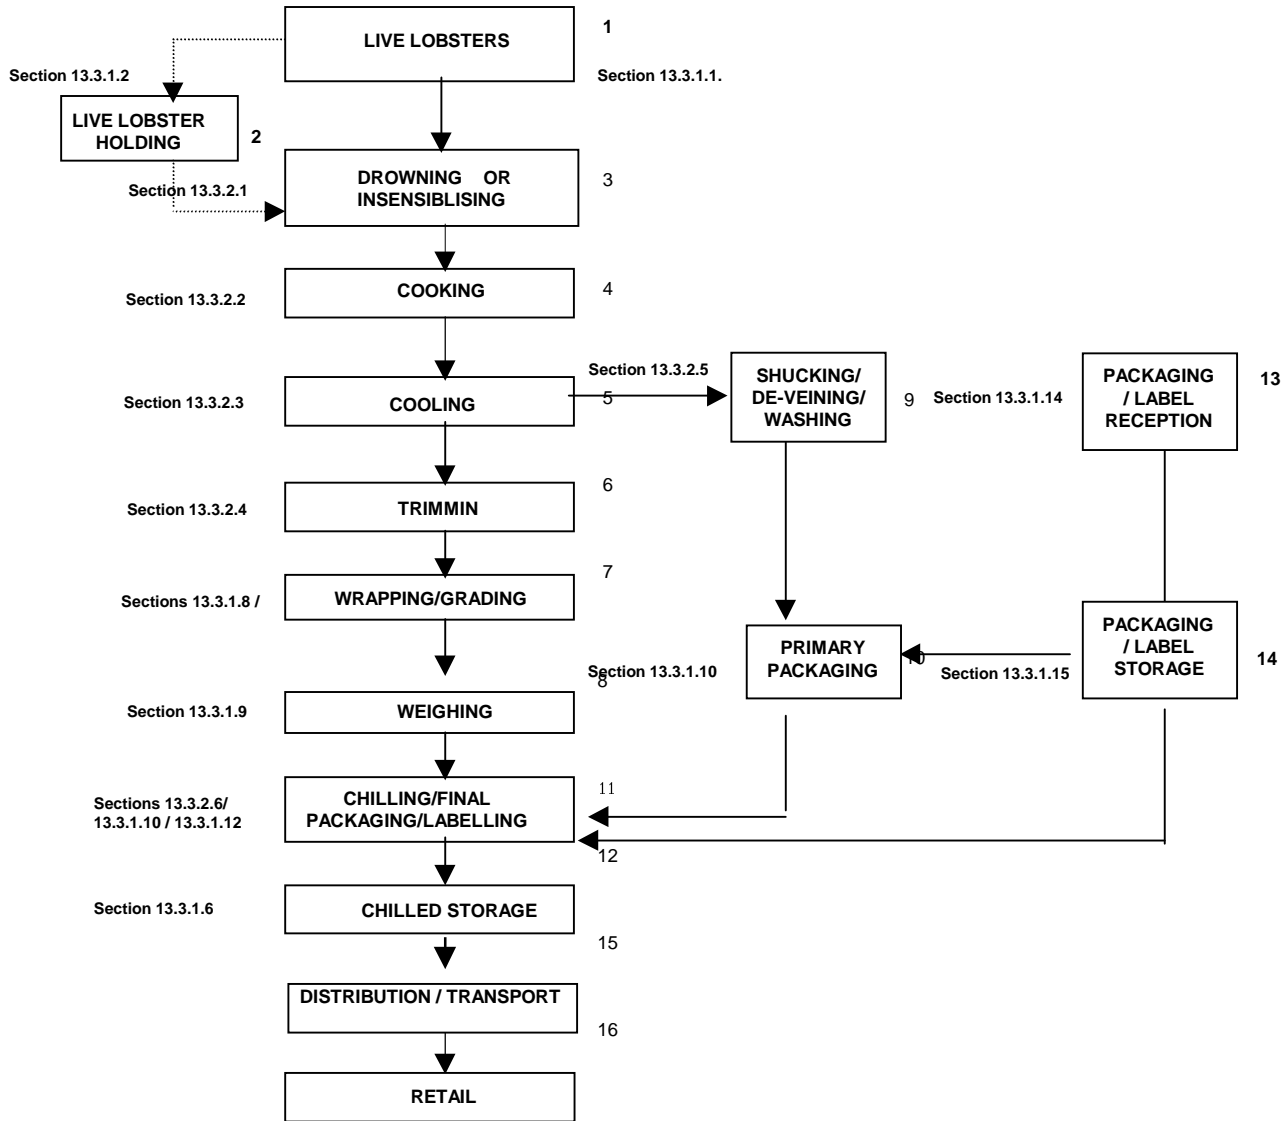 1
LIVE LOBSTERS
Section 13.3.1.2
Section 13.3.1.1.
LIVE LOBSTER
HOLDING
2
DROWNING OR
INSENSIBLISING
3
Section 13.3.2.1
Section 13.3.2.2
COOKING
4
Section 13.3.2.3
COOLING
5
Section 13.3.2.5
SHUCKING/
DE-VEINING/
WASHING
9
Section 13.3.1.14
PACKAGING
/ LABEL
RECEPTION
13
Section 13.3.2.4
TRIMMIN
6
Sections 13.3.1.8 /
WRAPPING/GRADING
7
Section 13.3.1.10
8
PRIMARY
PACKAGING
10
Section 13.3.1.15
PACKAGING
/ LABEL
STORAGE
14
Section 13.3.1.9
WEIGHING
Sections 13.3.2.6/
13.3.1.10 / 13.3.1.12
CHILLING/FINAL
PACKAGING/LABELLING
11
12
Section 13.3.1.6
CHILLED STORAGE
15
DISTRIBUTION / TRANSPORT
16
RETAIL